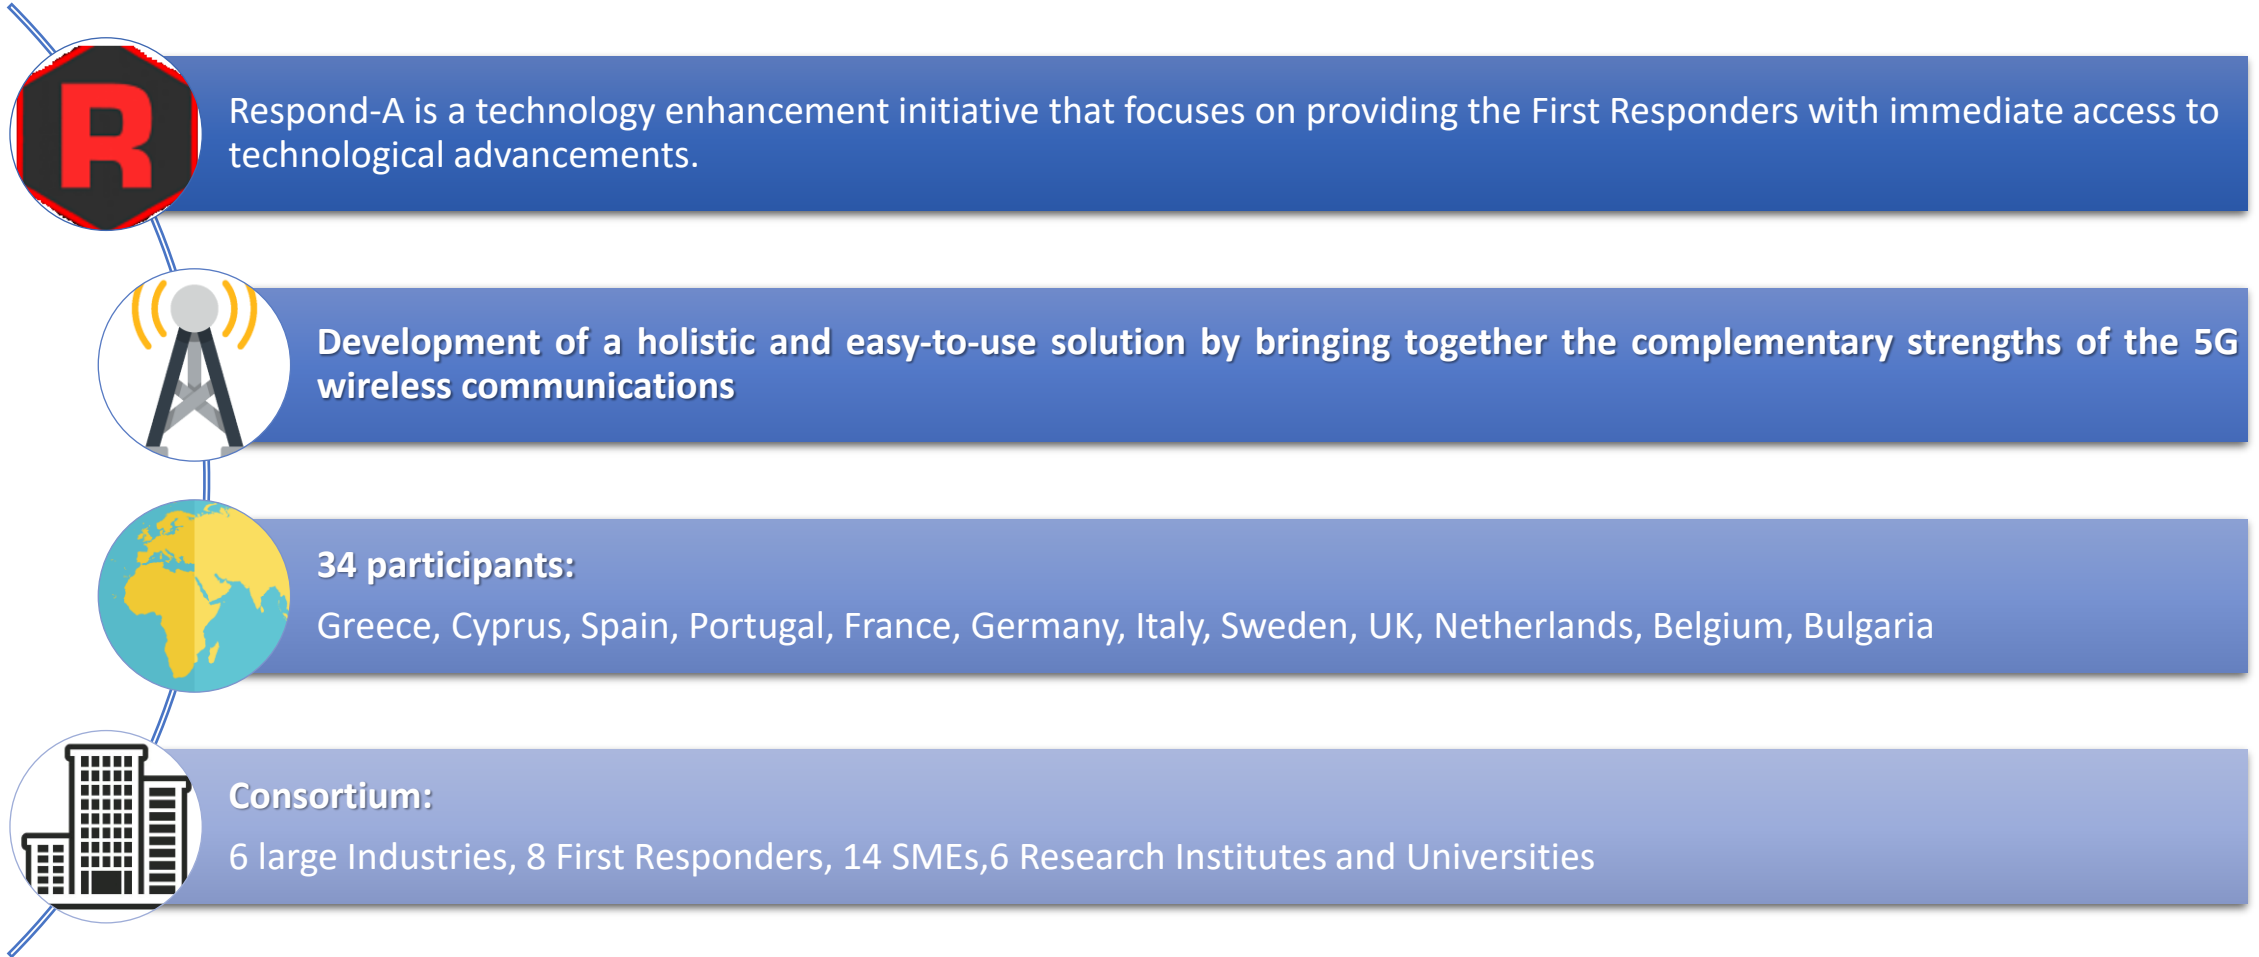 R
Respond-A is a technology enhancement initiative that focuses on providing the First Responders with immediate access to
technological advancements.
Development of a holistic and easy-to-use solution by bringing together the complementary strengths of the 5G
wireless communications
34 participants:
Greece, Cyprus, Spain, Portugal, France, Germany, Italy, Sweden, UK, Netherlands, Belgium, Bulgaria
Consortium:
6 large Industries, 8 First Responders, 14 SMEs,6 Research Institutes and Universities